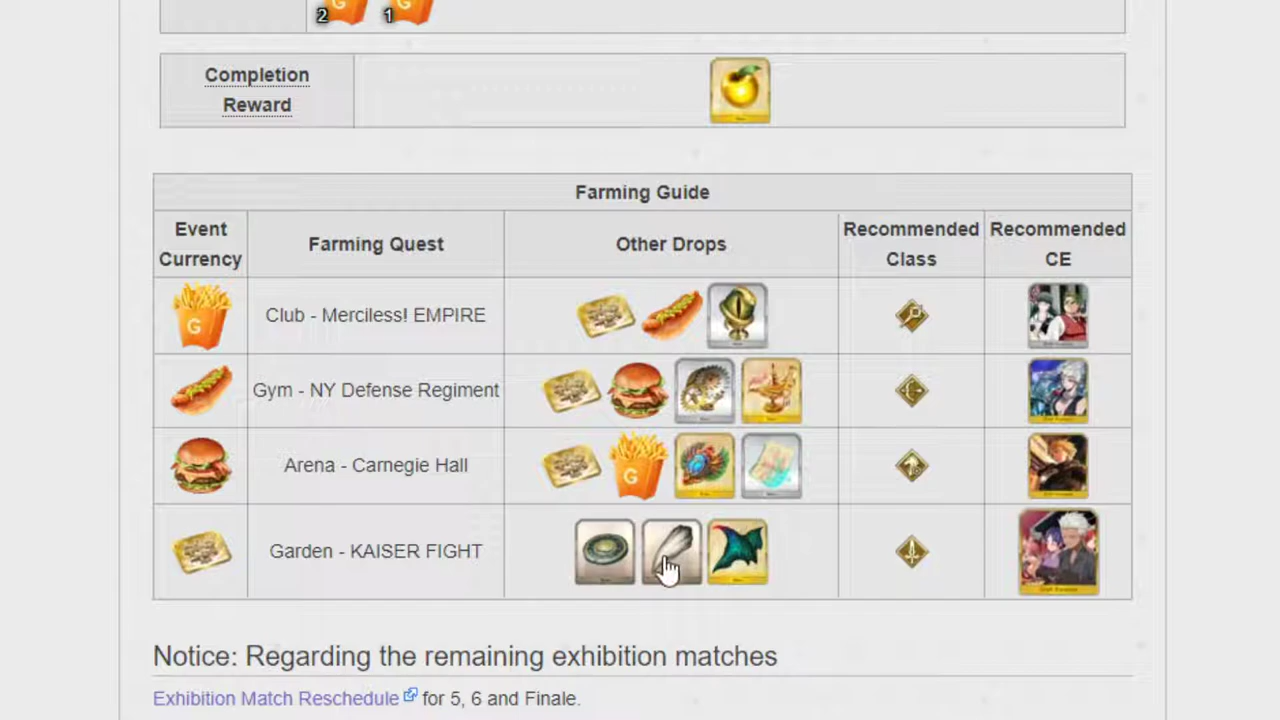 2 1
Completion
Reward
Farming Guide
Event
Currency
Farming Quest
Other Drops
Recommended
Class
Recommended
CE
G
Club - Merciless! EMPIRE
Gym - NY Defense Regiment
Arena - Carnegie Hall
G
Garden - KAISER FIGHT
Notice: Regarding the remaining exhibition matches
Exhibition Match Reschedule for 5, 6 and Finale.